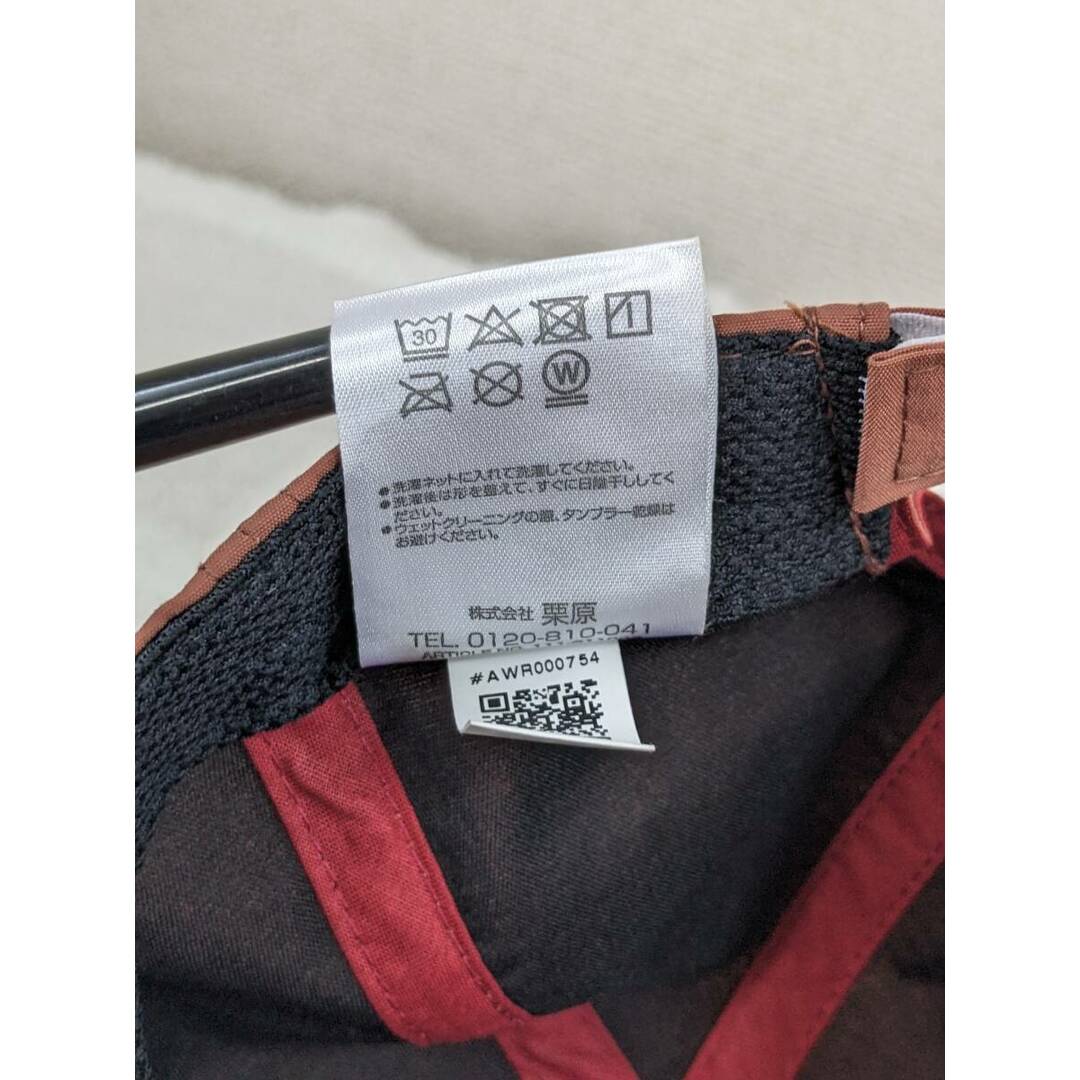 30
W
●洗濯ネットに入れて洗濯してください。
●洗濯後は形を整えて、すぐに日陰干ししてく
ださい。
●ウェットクリーニングの際、タンブラー乾燥は
お避けください。
株式会社 栗原
TEL. 0120-810-041
ARTICLE NO.
#AWR000754